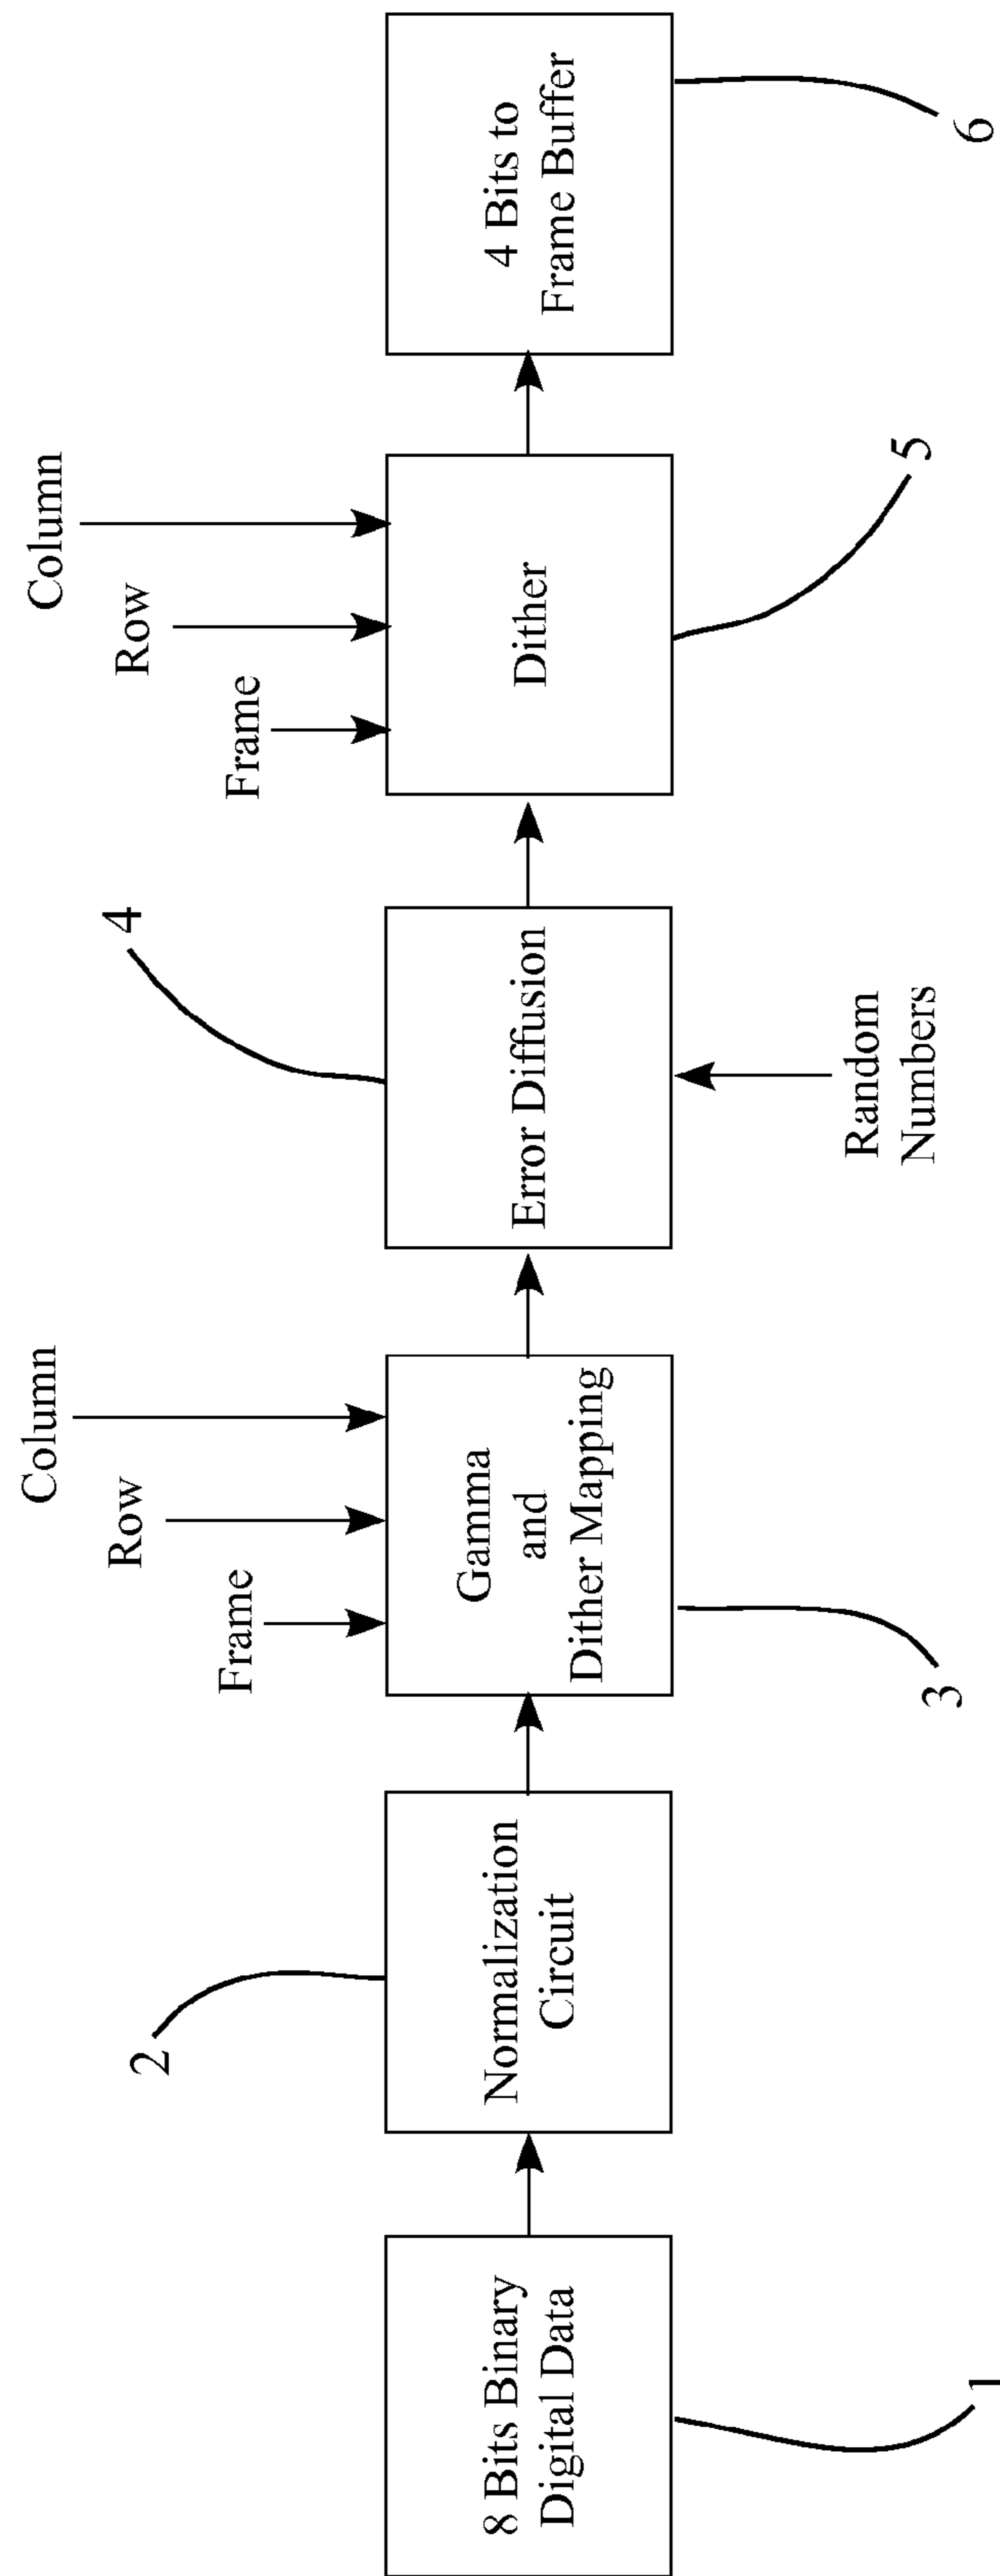 8 Bits Binary
Digital Data
1
Normalization
Circuit
2
Frame
Row
Column
Gamma
and
Dither Mapping
3
Error Diffusion
4
Random
Numbers
Frame
Row
Column
Dither
5
4 Bits to
Frame Buffer
6